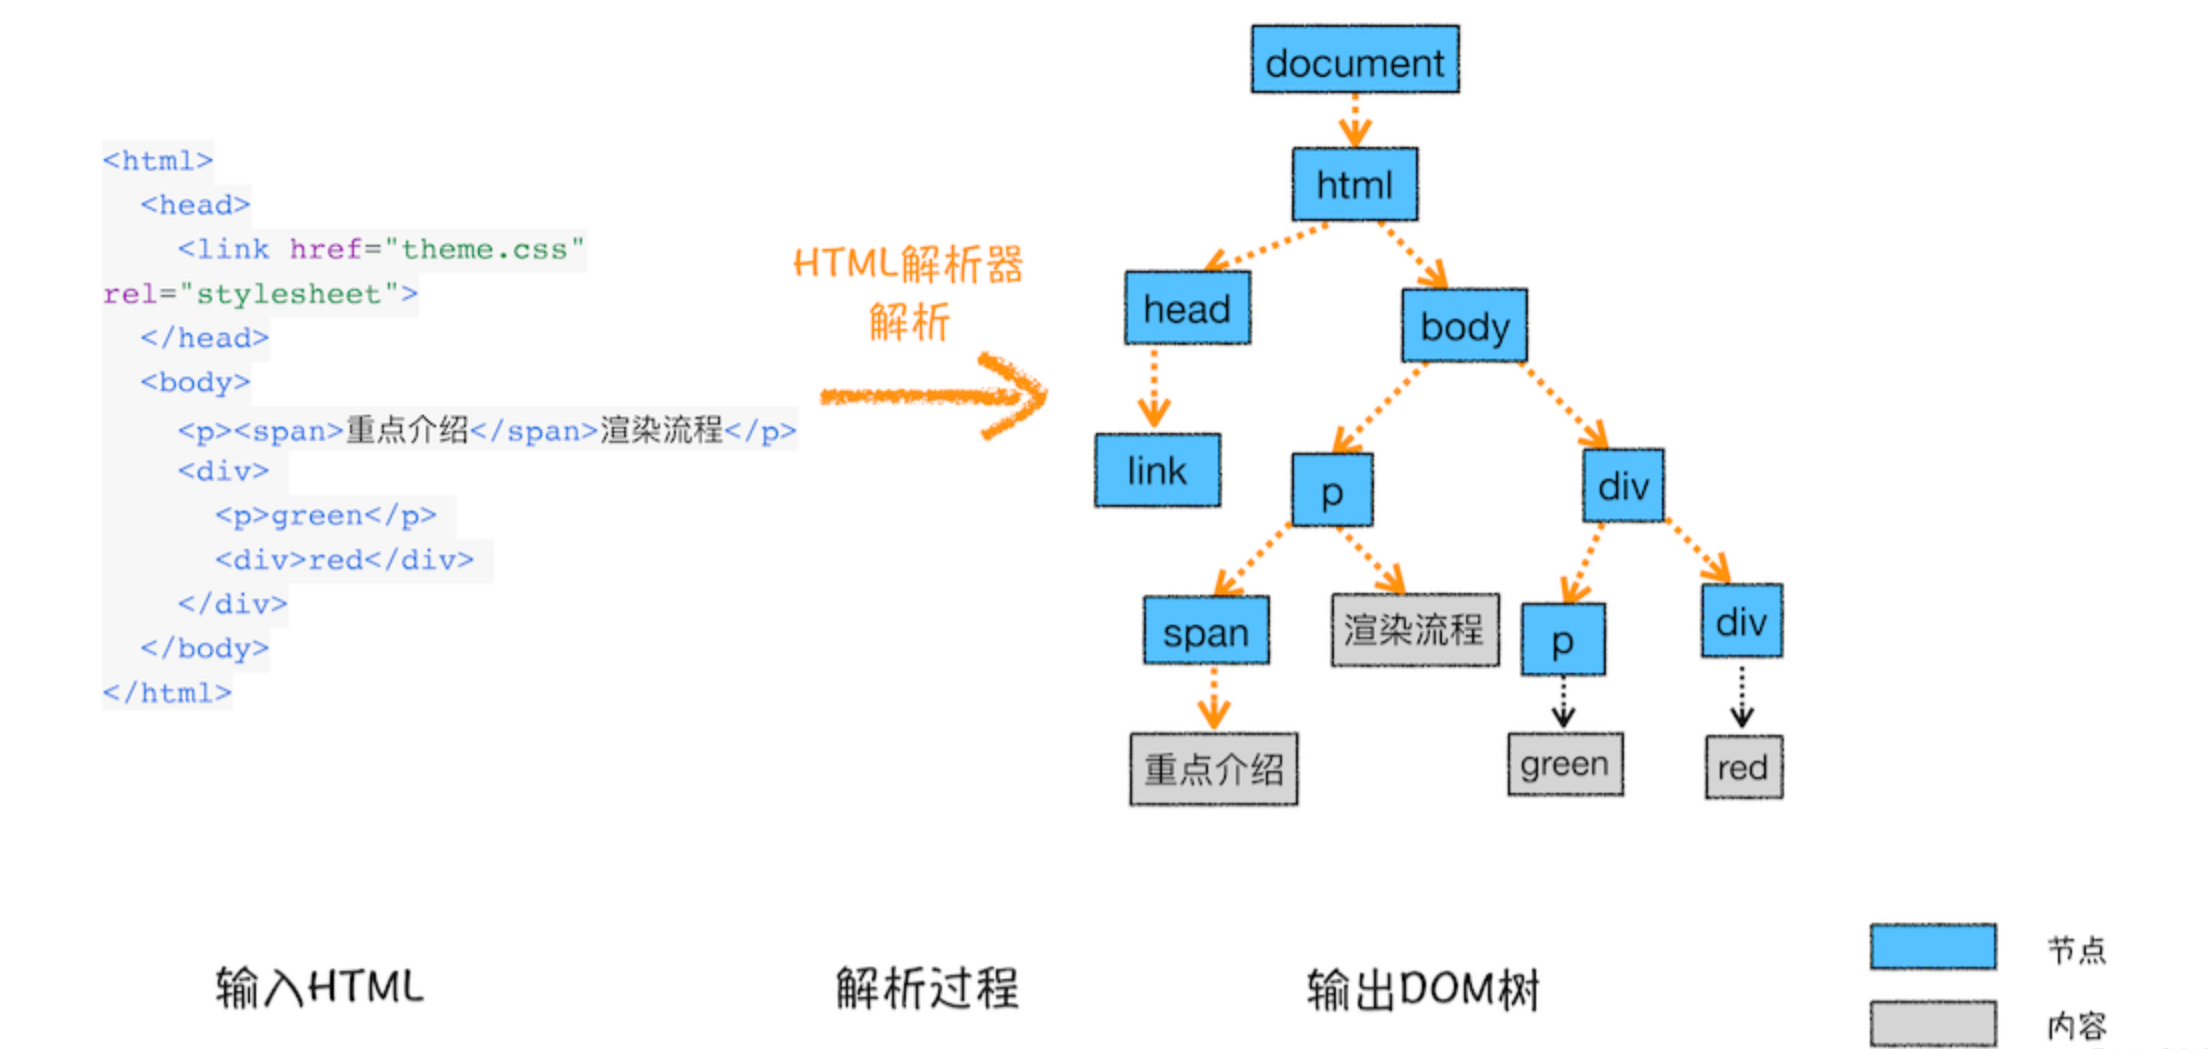 <html>
<head>
<link href="theme.css"
rel="stylesheet">
</head>
<body>
<p><span>重点介绍</span>渲染流程</p>
<div>
<p>green</p>
<div>red</div>
</div>
</body>
</html>
HTML解析器
解析
document
html
head
body
link
p
div
span
渲染流程
p
div
重点介绍
green
red
输入HTML
解析过程
输出DOM树
节点
内容